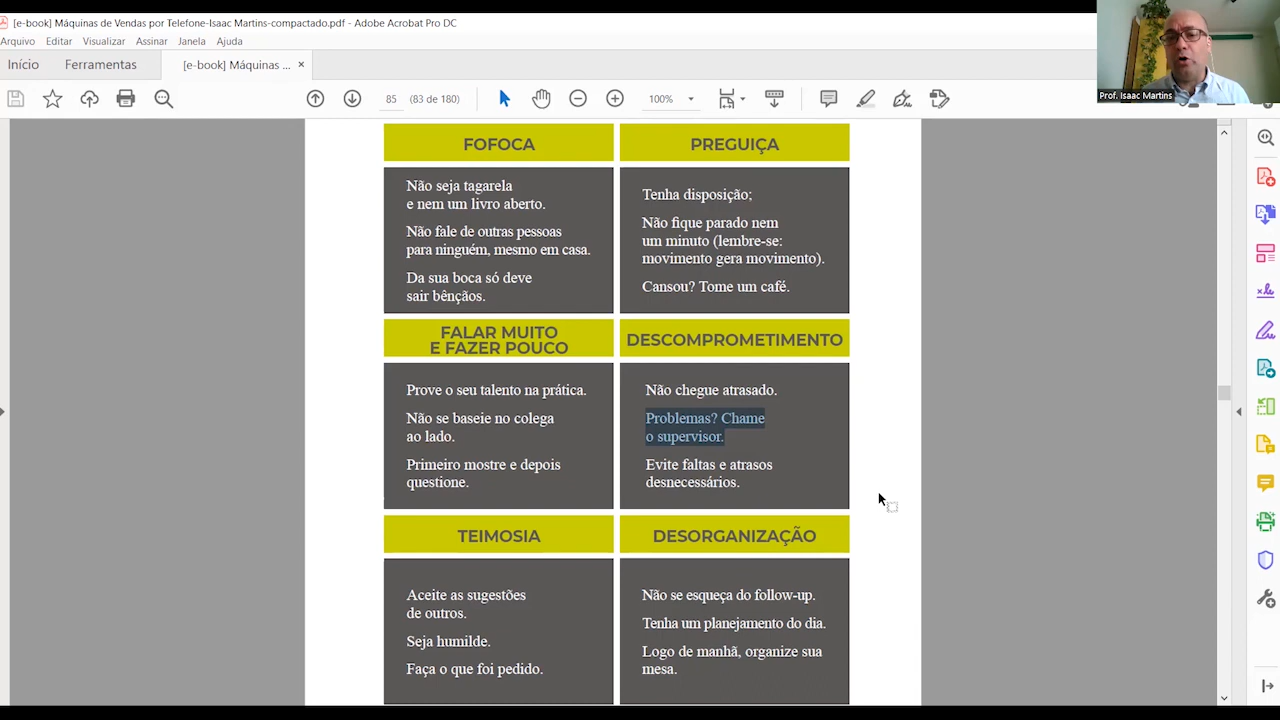 [e-book] Máquinas de Vendas por Telefone-Isaac Martins-compactado.pdf - Adobe Acrobat Pro DC
Arquivo Editar Visualizar Assinar Janela Ajuda
Início Ferramentas [e-book] Máquinas ... ×
85 (83 de 180) 100%
Prof. Isaac Martins
FOFOCA
Não seja tagarela
e nem um livro aberto.
Não fale de outras pessoas
para ninguém, mesmo em casa.
Da sua boca só deve
sair bênçãos.
PREGUIÇA
Tenha disposição;
Não fique parado nem
um minuto (lembre-se:
movimento gera movimento).
Cansou? Tome um café.
FALAR MUITO
E FAZER POUCO
Prove o seu talento na prática.
Não se baseie no colega
ao lado.
Primeiro mostre e depois
questione.
DESCOMPROMETIMENTO
Não chegue atrasado.
Problemas? Chame
o supervisor.
Evite faltas e atrasos
desnecessários.
TEIMOSIA
Aceite as sugestões
de outros.
Seja humilde.
Faça o que foi pedido.
DESORGANIZAÇÃO
Não se esqueça do follow-up.
Tenha um planejamento do dia.
Logo de manhã, organize sua
mesa.